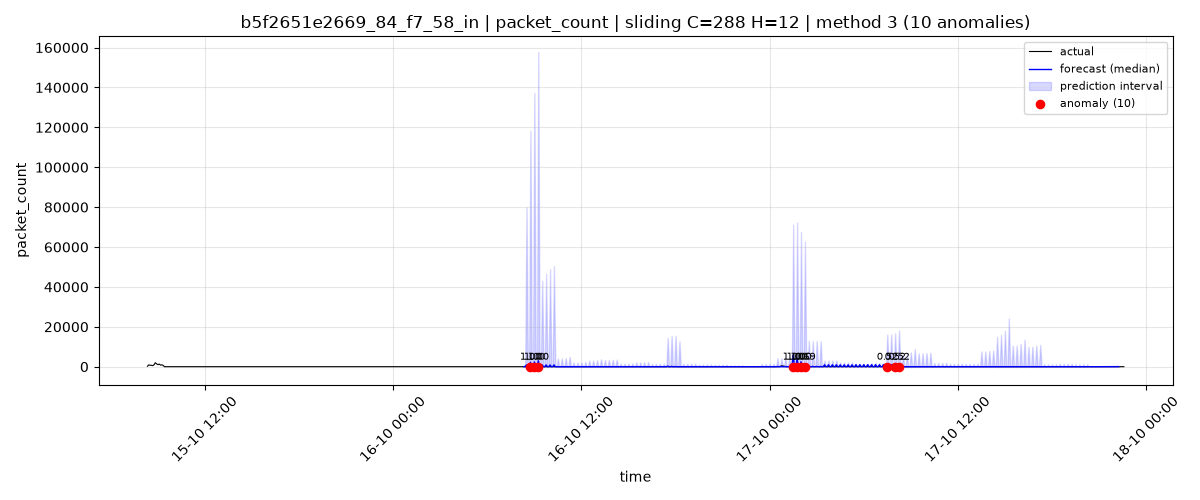 b5f2651e2669_84_f7_58_in | packet_count | sliding C=288 H=12 | method 3 (10 anomalies)
actual
forecast (median)
prediction interval
anomaly (10)
packet_count
160000
140000
120000
100000
80000
60000
40000
20000
0
15-10 12:00
16-10 00:00
16-10 12:00
17-10 00:00
17-10 12:00
18-10 00:00
time